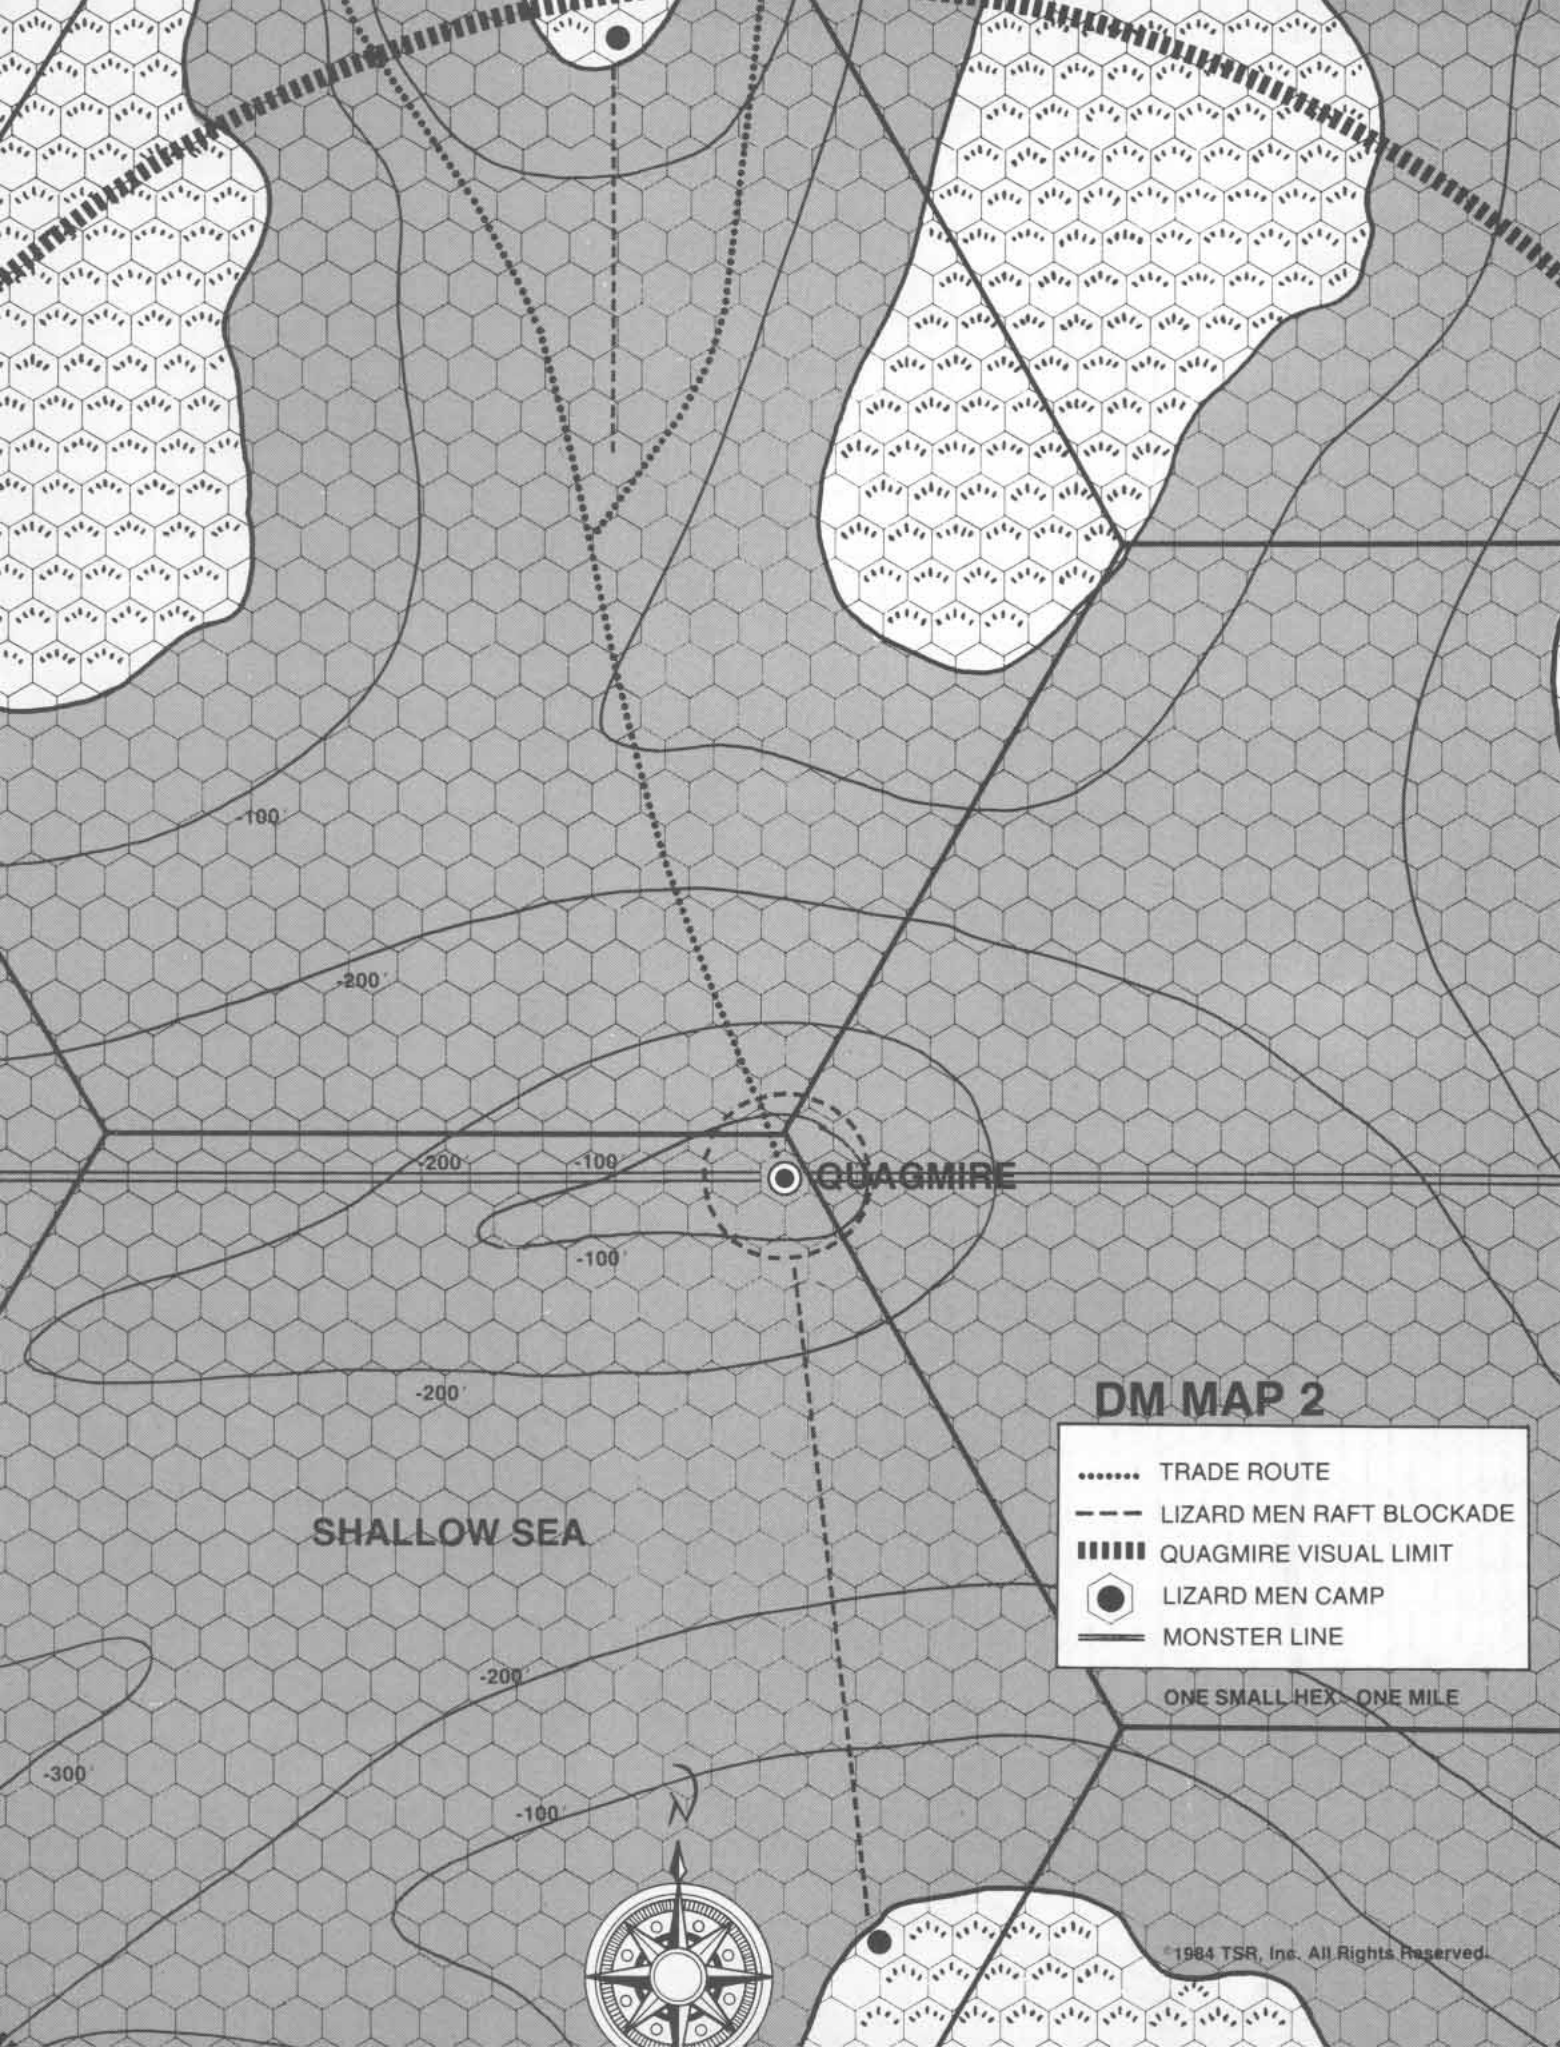 -100'
-200'
-200'
-100'
QUAGMIRE
-100'
-200'
DM MAP 2
TRADE ROUTE
LIZARD MEN RAFT BLOCKADE
QUAGMIRE VISUAL LIMIT
LIZARD MEN CAMP
MONSTER LINE
SHALLOW SEA
-200'
ONE SMALL HEX - ONE MILE
-300'
-100'
N
©1984 TSR, Inc. All Rights Reserved.